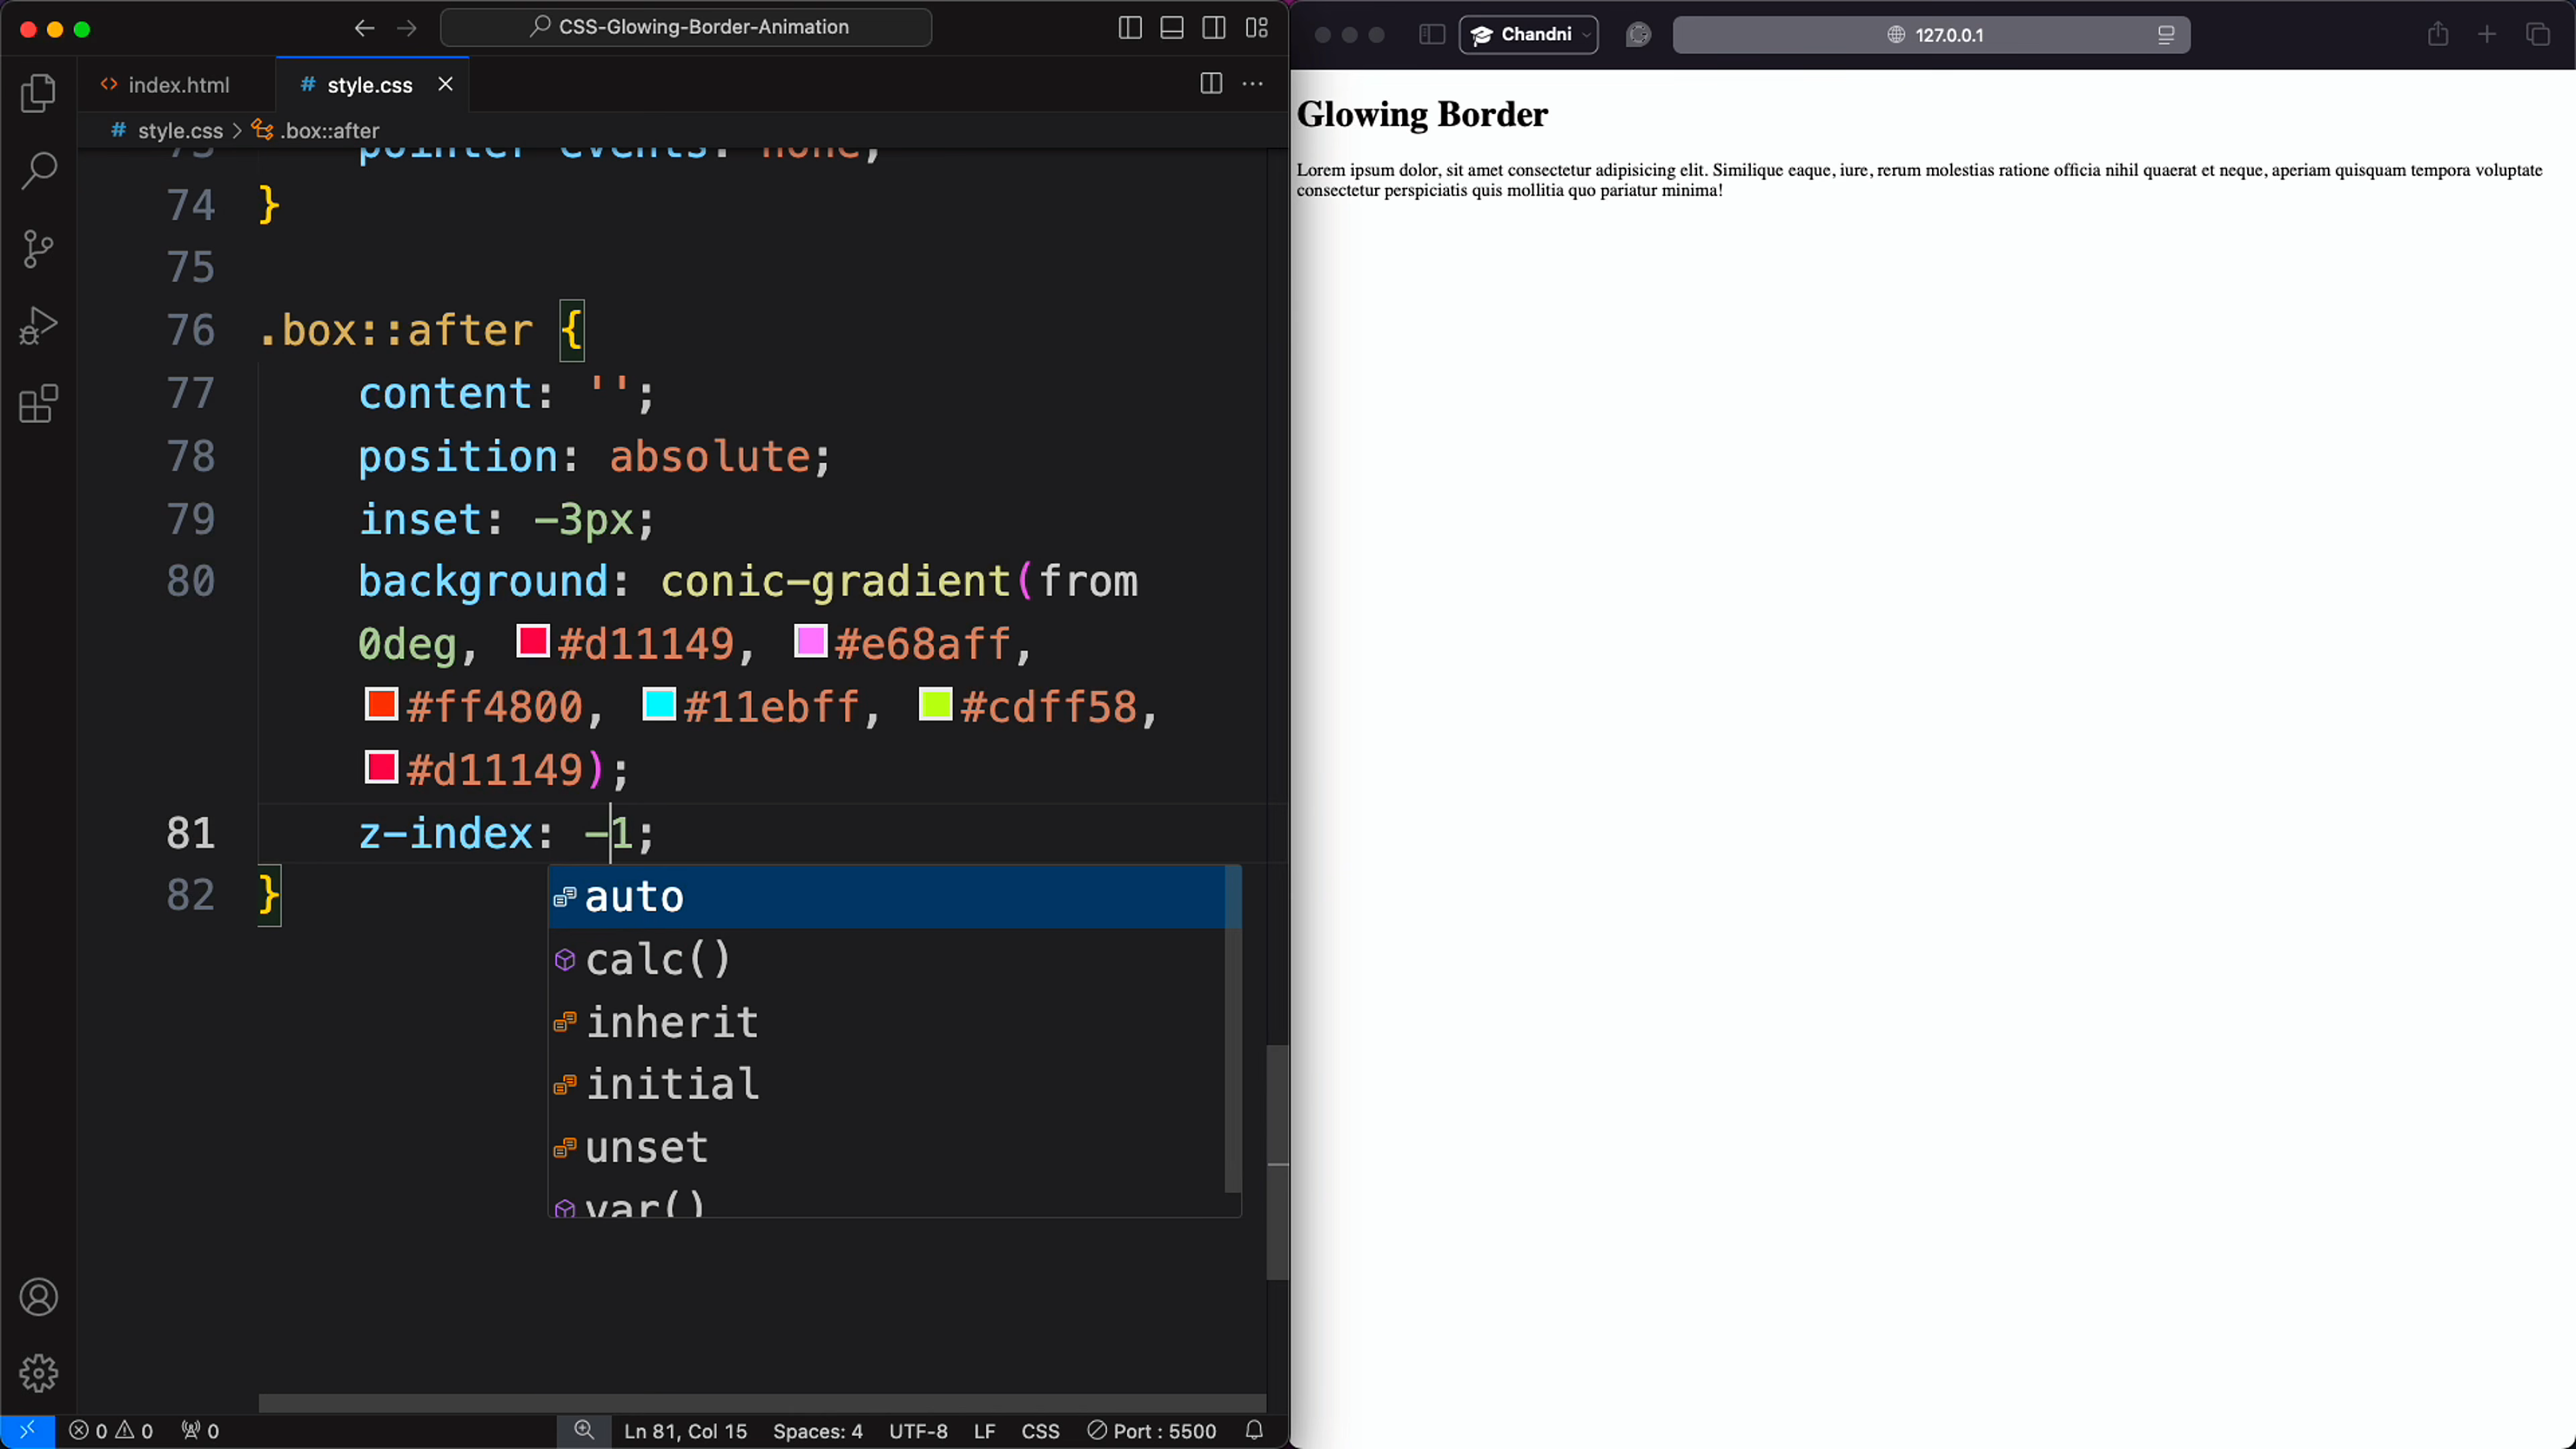 CSS-Glowing-Border-Animation
index.html
style.css
style.css > .box::after
73 pointer-events: none;
74 }
75
76 .box::after {
77 content: '';
78 position: absolute;
79 inset: -3px;
80 background: conic-gradient(from
0deg, #d11149, #e68aff,
#ff4800, #11ebff, #cdff58,
#d11149);
81 z-index: -1;
82 }
auto
calc()
inherit
initial
unset
var()
0 0 0 Ln 81, Col 15 Spaces: 4 UTF-8 LF CSS Port : 5500
Chandni
127.0.0.1
Glowing Border
Lorem ipsum dolor, sit amet consectetur adipisicing elit. Similique eaque, iure, rerum molestias ratione officia nihil quaerat et neque, aperiam quisquam tempora voluptate
consectetur perspiciatis quis mollitia quo pariatur minima!